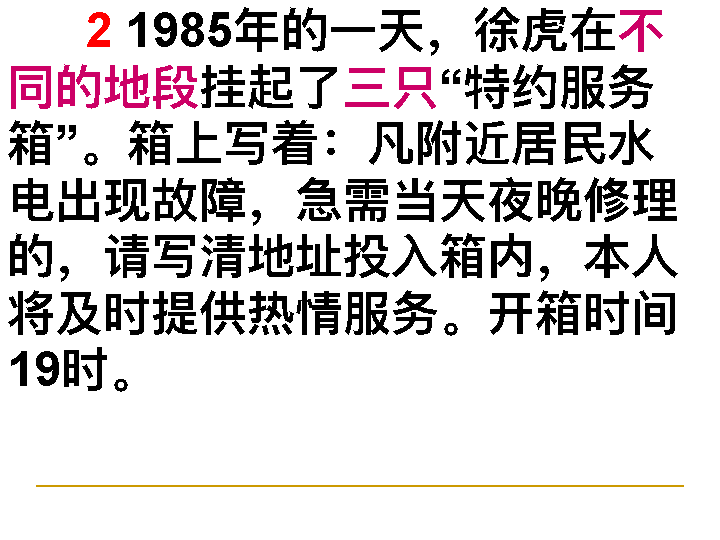 2 1985年的一天，徐虎在不
同的地段挂起了三只“特约服务
箱”。箱上写着：凡附近居民水
电出现故障，急需当天夜晚修理
的，请写清地址投入箱内，本人
将及时提供热情服务。开箱时间
19时。